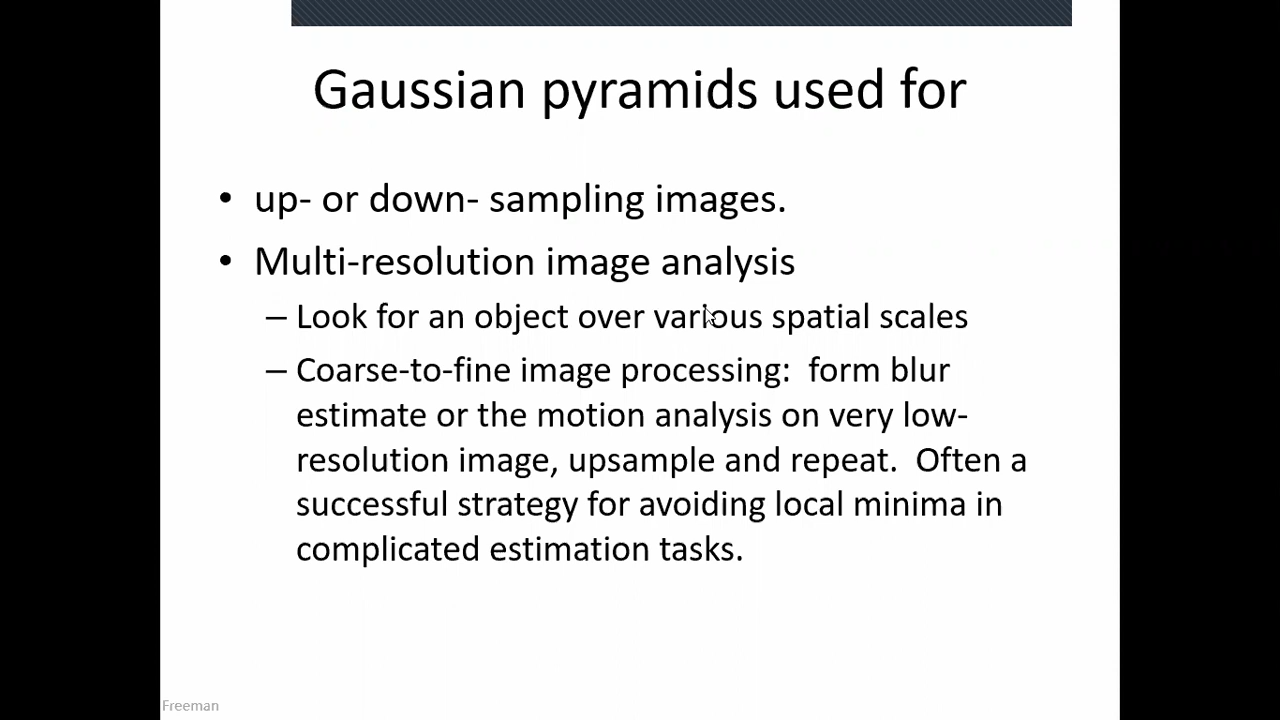 Gaussian pyramids used for
• up- or down- sampling images.
• Multi-resolution image analysis
– Look for an object over various spatial scales
– Coarse-to-fine image processing:  form blur
estimate or the motion analysis on very low-
resolution image, upsample and repeat.  Often a
successful strategy for avoiding local minima in
complicated estimation tasks.
Freeman